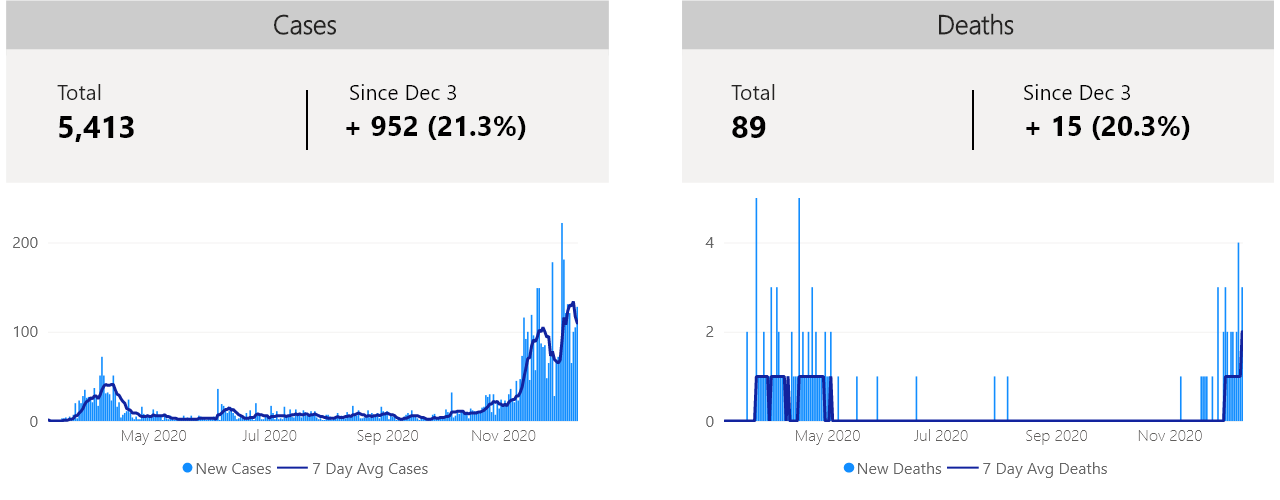 Cases
Total
5,413
Since Dec 3
+ 952 (21.3%)
200
100
0
May 2020 Jul 2020 Sep 2020 Nov 2020
New Cases 7 Day Avg Cases
Deaths
Total
89
Since Dec 3
+ 15 (20.3%)
4
2
0
May 2020 Jul 2020 Sep 2020 Nov 2020
New Deaths 7 Day Avg Deaths